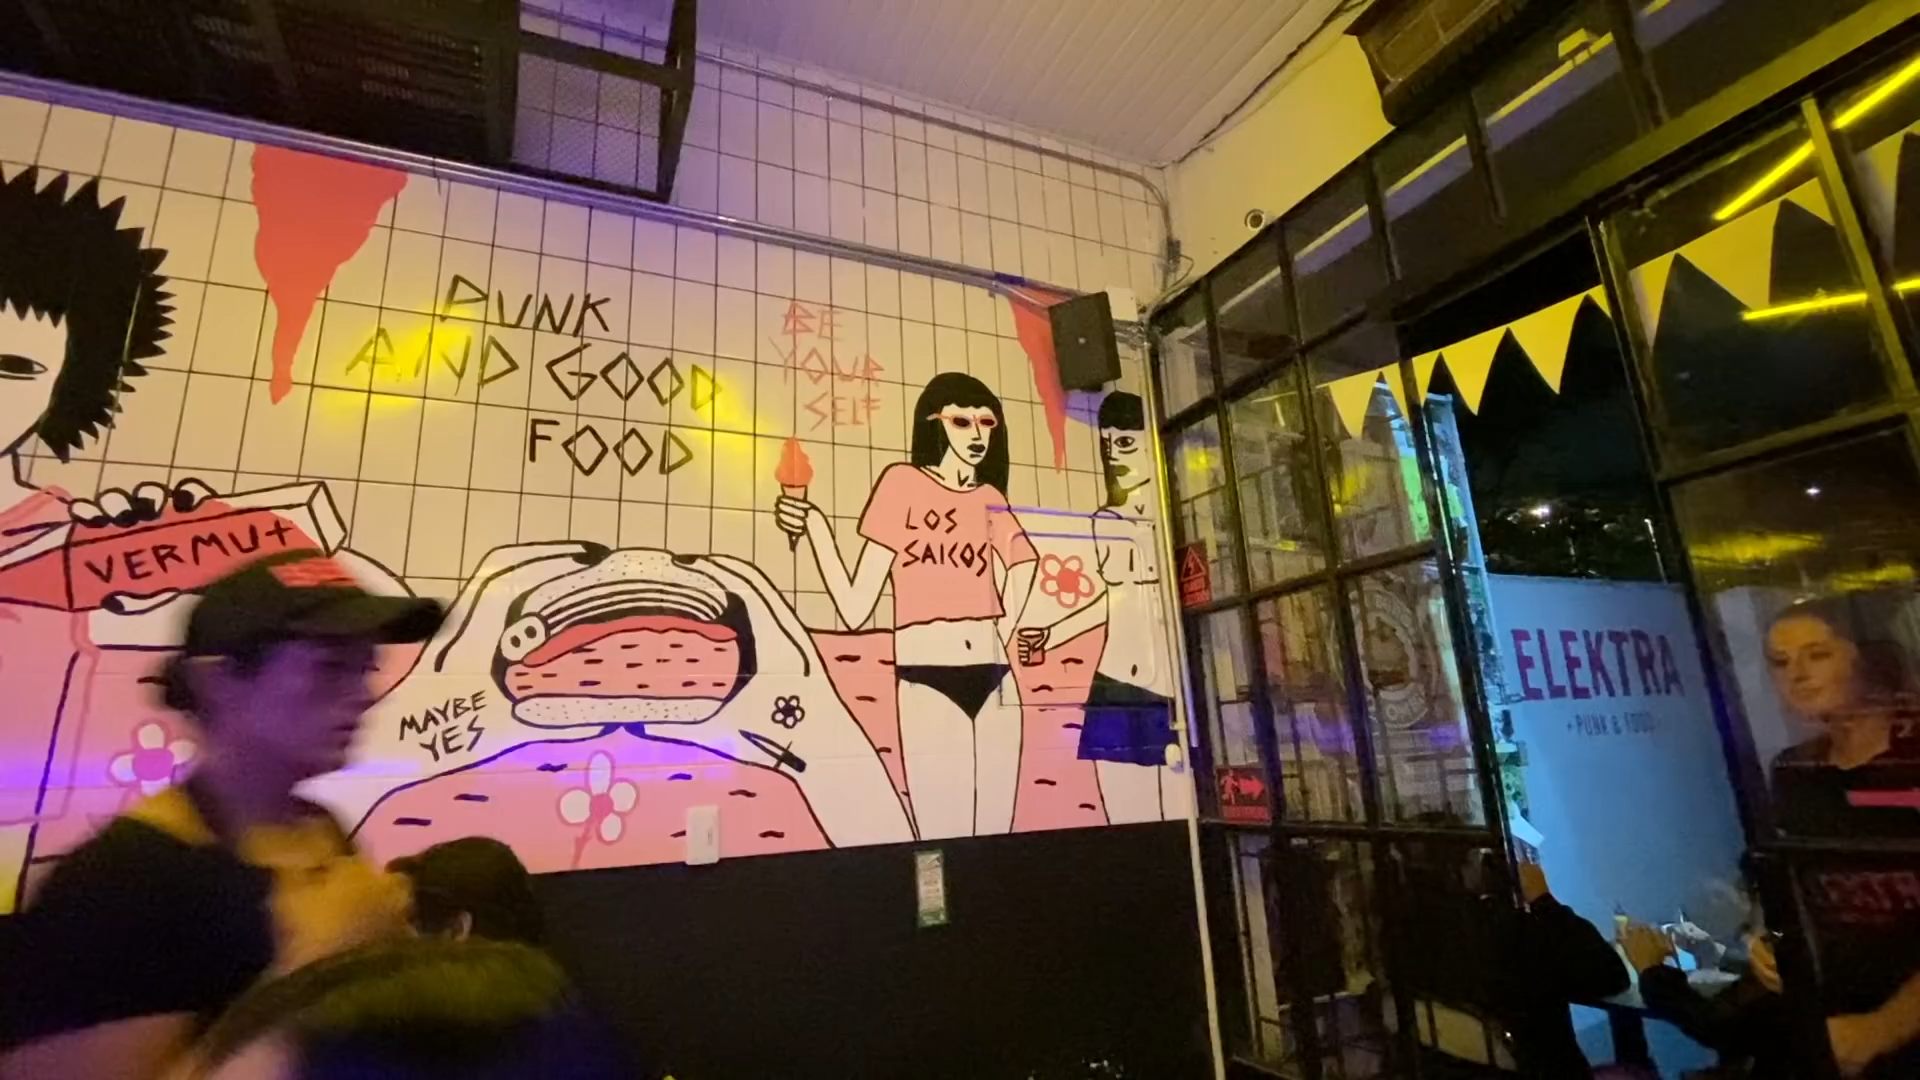 PUNK
AND GOOD
FOOD
BE
YOUR
SELF
VERMUt
LOS
SAICOS
MAYBE
YES
ELEKTRA
PUNK & FOOD